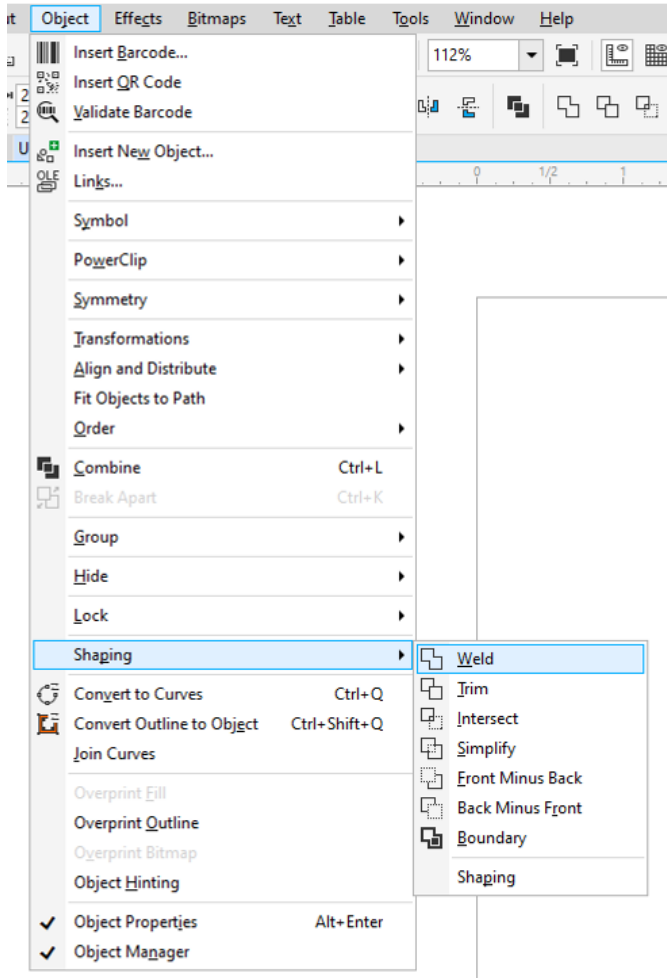 Object Effects Bitmaps Text Table Tools Window Help
112%
Insert Barcode...
Insert QR Code
Validate Barcode
Insert New Object...
OLE Links...
0 1/2 1
Symbol
PowerClip
Symmetry
Transformations
Align and Distribute
Fit Objects to Path
Order
Combine Ctrl+L
Break Apart Ctrl+K
Group
Hide
Lock
Shaping
Convert to Curves Ctrl+Q
Convert Outline to Object Ctrl+Shift+Q
Join Curves
Overprint Fill
Overprint Outline
Overprint Bitmap
Object Hinting
Object Properties Alt+Enter
Object Manager
Weld
Trim
Intersect
Simplify
Front Minus Back
Back Minus Front
Boundary
Shaping